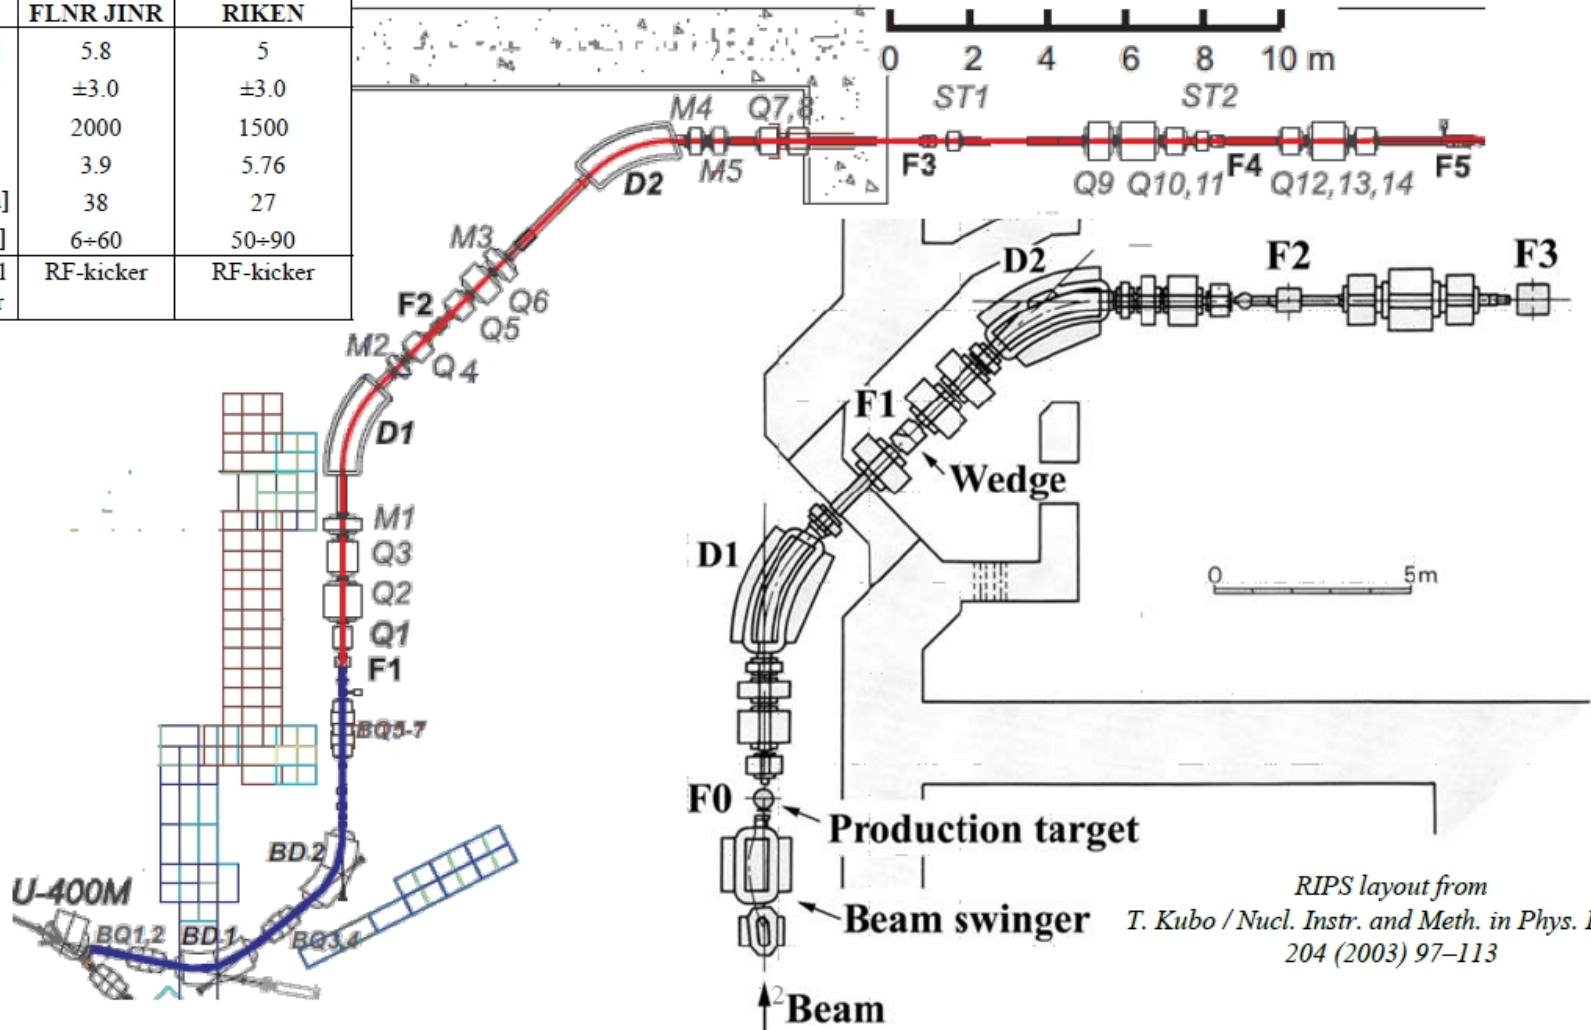 FLNR JINR RIKEN
5.8 5
±3.0 ±3.0
2000 1500
3.9 5.76
] 38 27
] 6÷60 50÷90
1 RF-kicker RF-kicker
r
0 2 4 6 8 10 m
ST1 ST2
M4 Q7,8
D2 M5 F3 Q9 Q10,11 F4 Q12,13,14 F5
M3
F2 Q6
Q5
M2 Q4
D1
M1
Q3
Q2
Q1
F1
BQ5-7
BD2
U-400M
BQ1,2 BD1 BQ3,4
D2 F2 F3
F1
Wedge
D1
0 5m
F0
Production target
Beam swinger
2
Beam
RIPS layout from
T. Kubo / Nucl. Instr. and Meth. in Phys.
204 (2003) 97–113